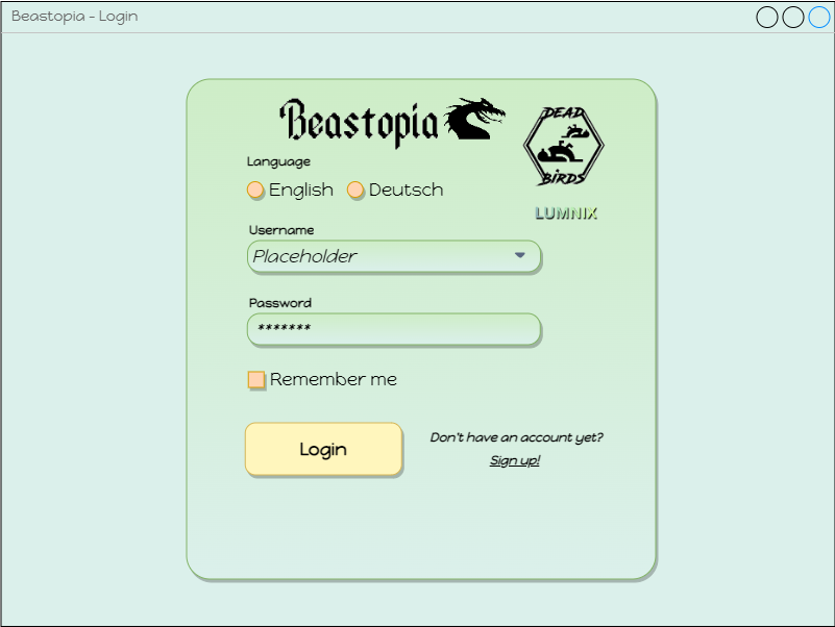 Beastopia - Login
Beastopia
DEAD
BIRDS
LUMNIX
Language
English Deutsch
Username
Placeholder
Password
*******
Remember me
Login
Don't have an account yet?
Sign up!